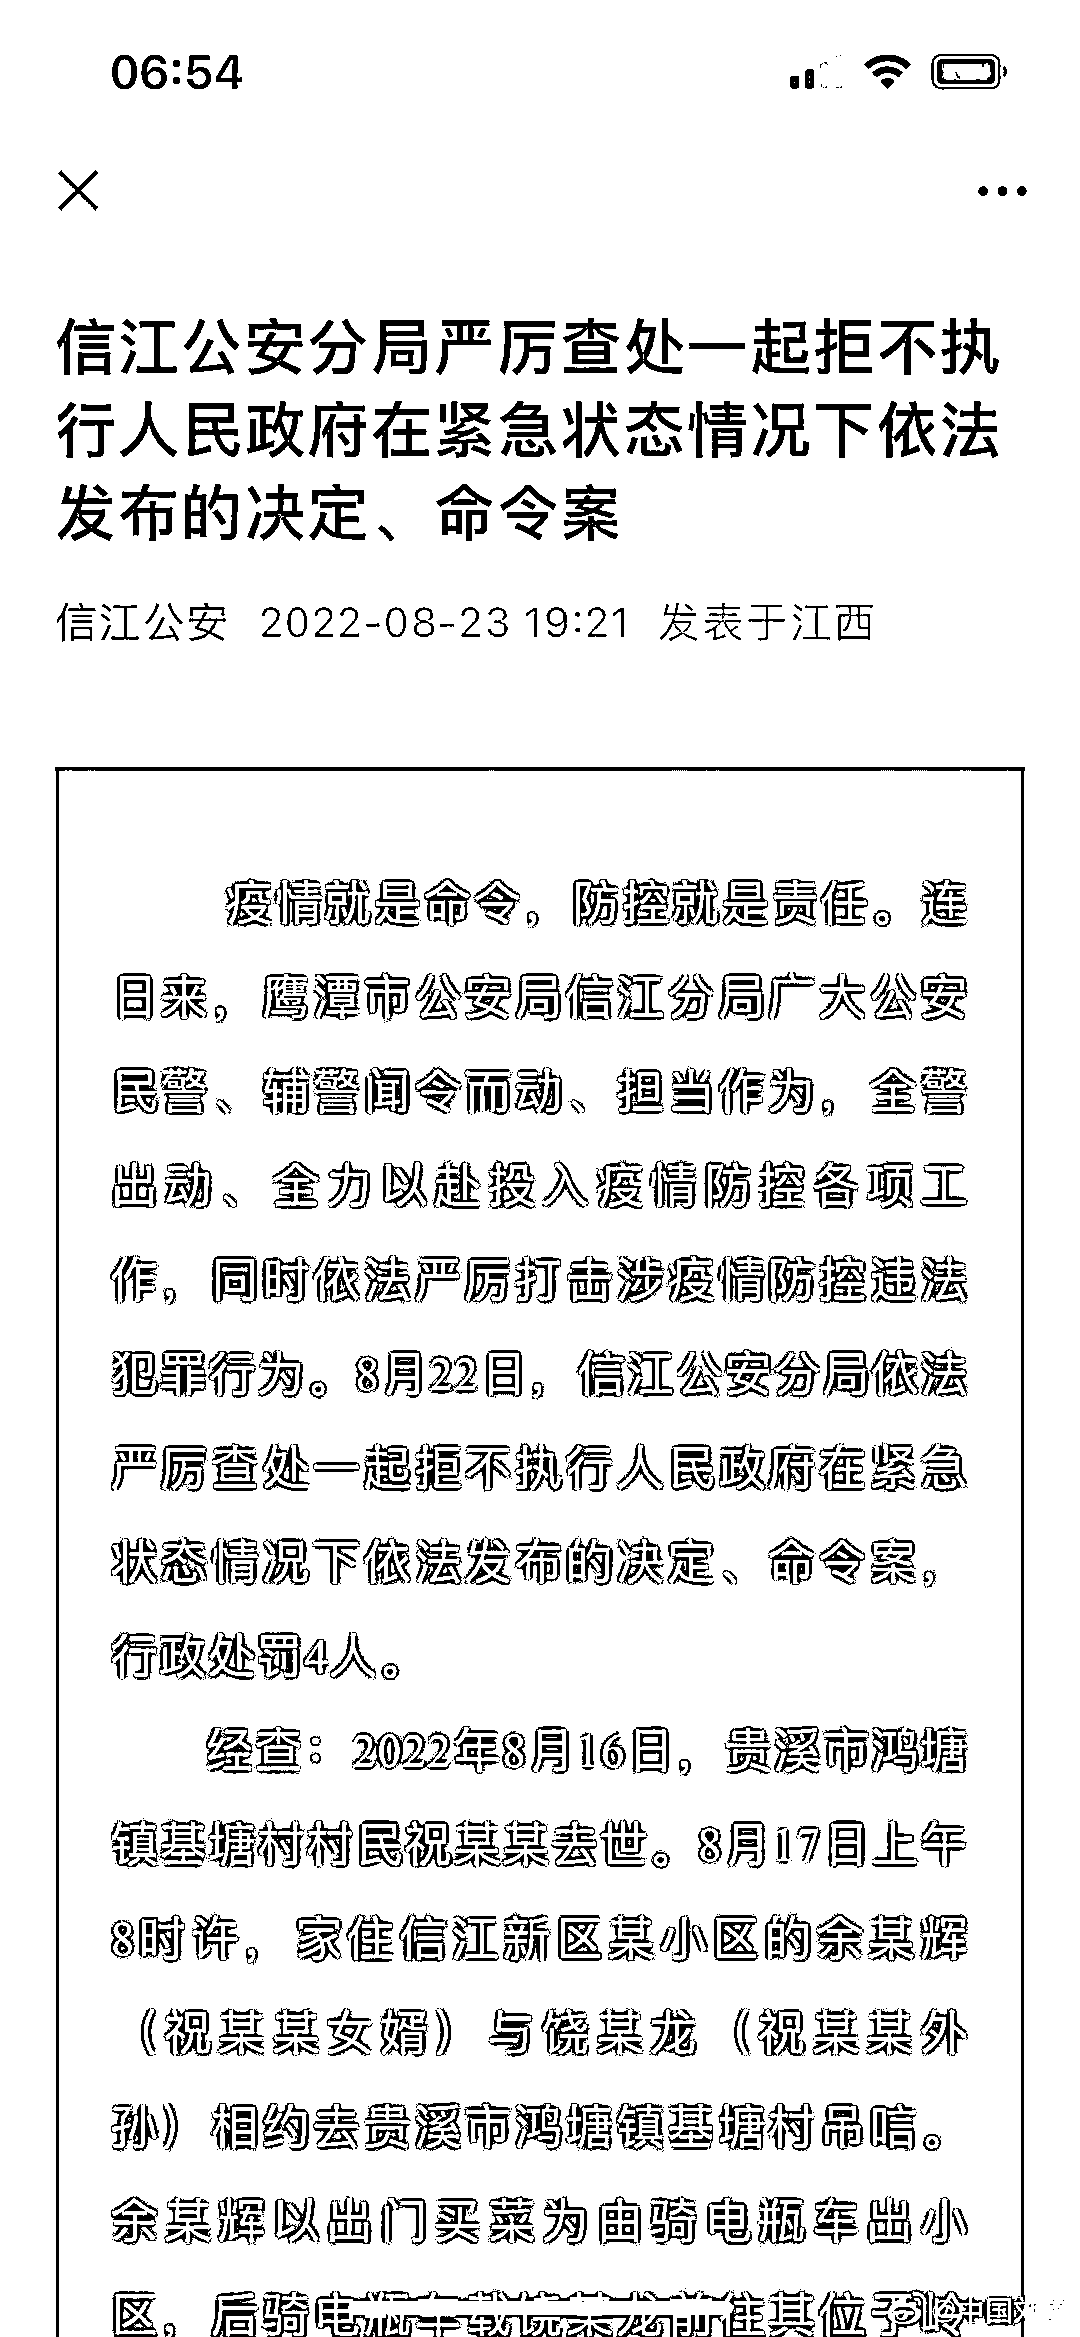 06:54
信江公安分局严厉查处一起拒不执
行人民政府在紧急状态情况下依法
发布的决定、命令案
信江公安 2022-08-23 19:21 发表于江西
疫情就是命令，防控就是责任。连
日来，鹰潭市公安局信江分局广大公安
民警、辅警闻令而动、担当作为，全警
出动、全力以赴投入疫情防控各项工
作，同时依法严厉打击涉疫情防控违法
犯罪行为。8月22日，信江公安分局依法
严厉查处一起拒不执行人民政府在紧急
状态情况下依法发布的决定、命令案，
行政处罚4人。
经查：2022年8月16日，贵溪市鸿塘
镇基塘村村民祝某某去世。8月17日上午
8时许，家住信江新区某小区的余某辉
（祝某某女婿）与饶某龙（祝某某外
孙）相约去贵溪市鸿塘镇基塘村吊唁。
余某辉以出门买菜为由骑电瓶车出小
区，后骑电瓶车载饶某龙前往其位于
@中国